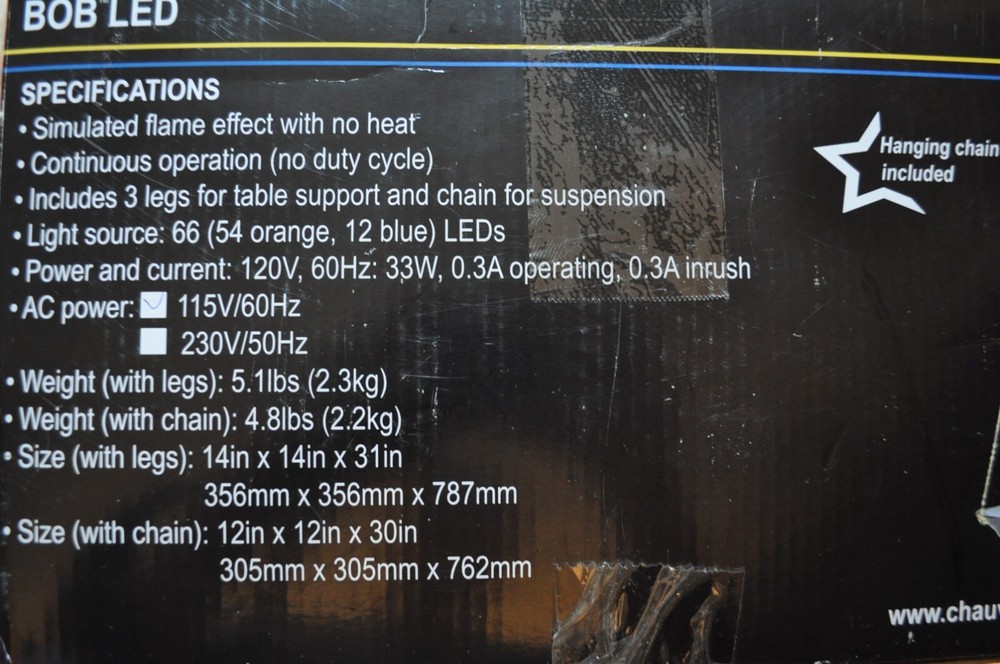 BOB™LED
SPECIFICATIONS
• Simulated flame effect with no heat
• Continuous operation (no duty cycle)
• Includes 3 legs for table support and chain for suspension
• Light source: 66 (54 orange, 12 blue) LEDs
• Power and current: 120V, 60Hz: 33W, 0.3A operating, 0.3A inrush
• AC power: 115V/60Hz
230V/50Hz
• Weight (with legs): 5.1lbs (2.3kg)
• Weight (with chain): 4.8lbs (2.2kg)
• Size (with legs): 14in x 14in x 31in
356mm x 356mm x 787mm
• Size (with chain): 12in x 12in x 30in
305mm x 305mm x 762mm
Hanging chain
included
www.chauv